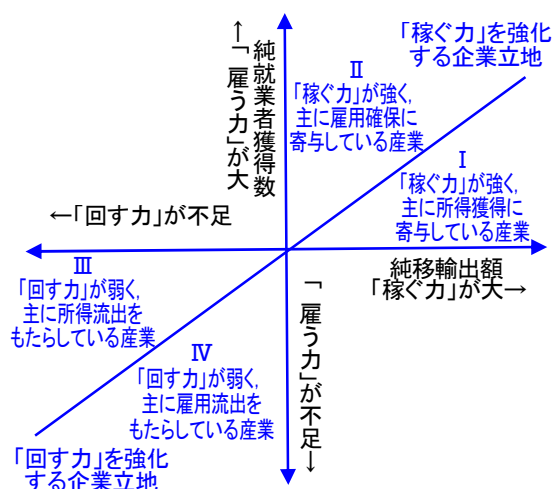 「稼ぐ力」を強化
する企業立地
←「雇う力」が大
純就業者獲得数
Ⅱ
「稼ぐ力」が強く,
主に雇用確保に
寄与している産業
Ⅰ
「稼ぐ力」が強く,
主に所得獲得に
寄与している産業
←「回す力」が不足
純移輸出額
「稼ぐ力」が大→
Ⅲ
「回す力」が弱く,
主に所得流出を
もたらしている産業
Ⅳ
「回す力」が弱く,
主に雇用流出を
もたらしている産業
「雇う力」が不足→
「回す力」を強化
する企業立地